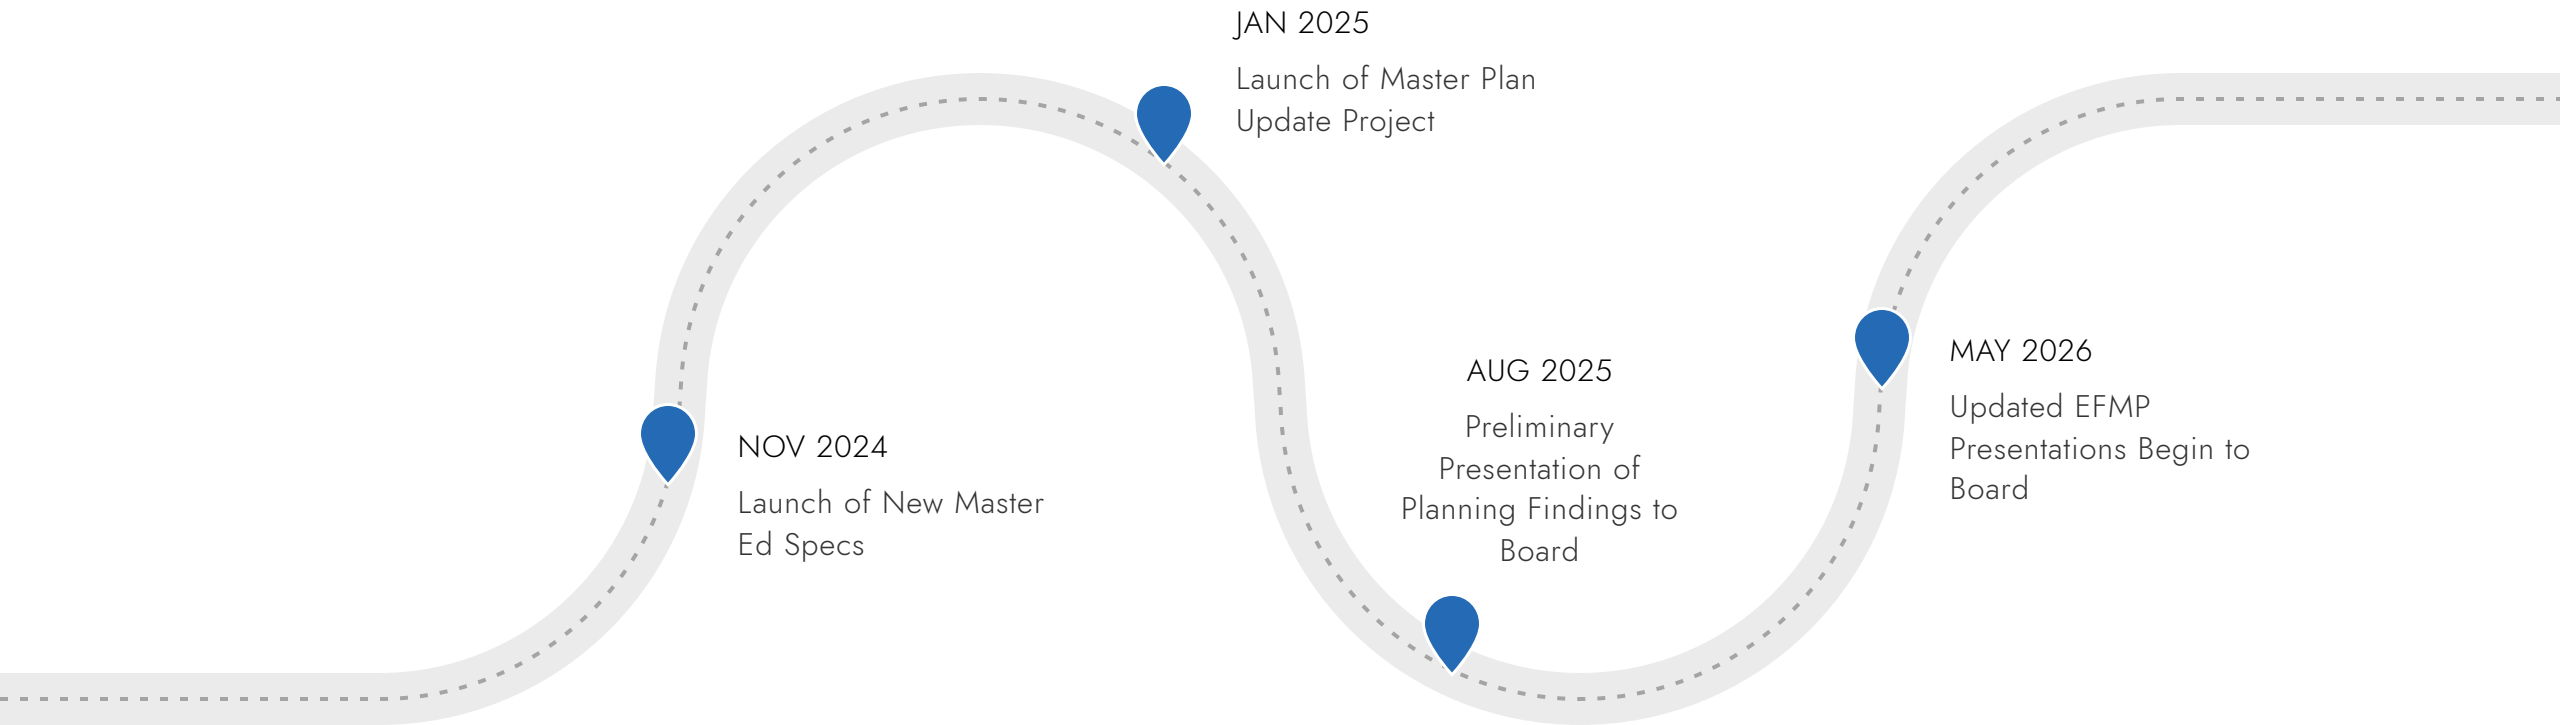 JAN 2025
Launch of Master Plan
Update Project
NOV 2024
Launch of New Master
Ed Specs
AUG 2025
Preliminary
Presentation of
Planning Findings to
Board
MAY 2026
Updated EFMP
Presentations Begin to
Board